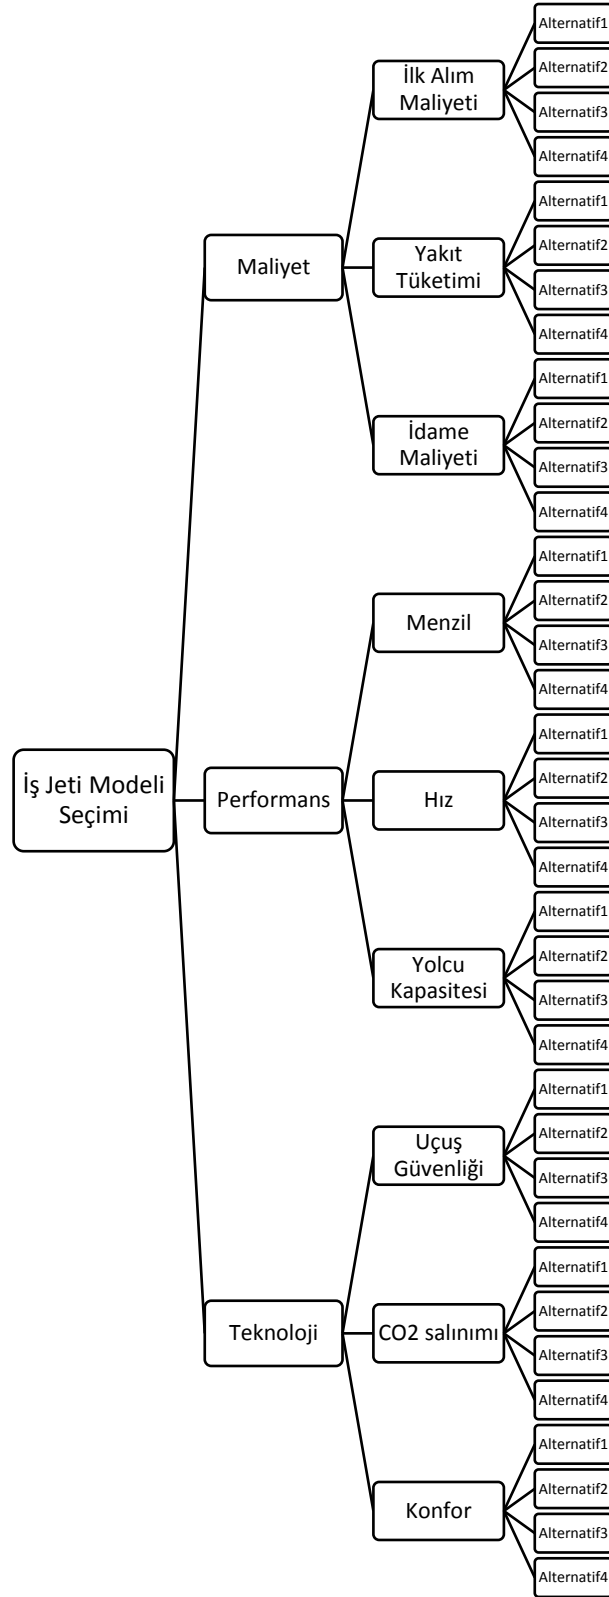 İş Jeti Modeli
Seçimi
Maliyet
İlk Alım
Maliyeti
Alternatif1
Alternatif2
Alternatif3
Alternatif4
Yakıt
Tüketimi
Alternatif1
Alternatif2
Alternatif3
Alternatif4
İdame
Maliyeti
Alternatif1
Alternatif2
Alternatif3
Alternatif4
Performans
Menzil
Alternatif1
Alternatif2
Alternatif3
Alternatif4
Hız
Alternatif1
Alternatif2
Alternatif3
Alternatif4
Yolcu
Kapasitesi
Alternatif1
Alternatif2
Alternatif3
Alternatif4
Teknoloji
Uçuş
Güvenliği
Alternatif1
Alternatif2
Alternatif3
Alternatif4
CO2 salınımı
Alternatif1
Alternatif2
Alternatif3
Alternatif4
Konfor
Alternatif1
Alternatif2
Alternatif3
Alternatif4